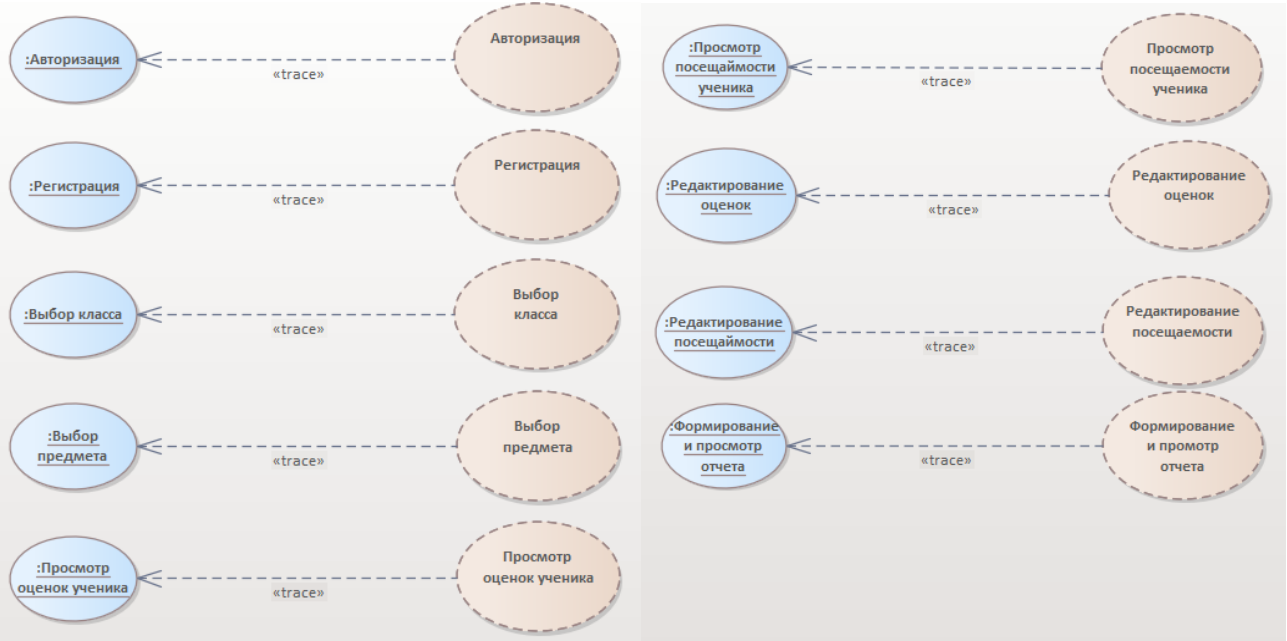 :Авторизация
«trace»
Авторизация
:Регистрация
«trace»
Регистрация
:Выбор класса
«trace»
Выбор
класса
:Выбор
предмета
«trace»
Выбор
предмета
:Просмотр
оценок ученика
«trace»
Просмотр
оценок ученика
:Просмотр
посещаймости
ученика
«trace»
Просмотр
посещаемости
ученика
:Редактирование
оценок
«trace»
Редактирование
оценок
:Редактирование
посещаймости
«trace»
Редактирование
посещаемости
:Формирование
и просмотр
отчета
«trace»
Формирование
и промотр
отчета